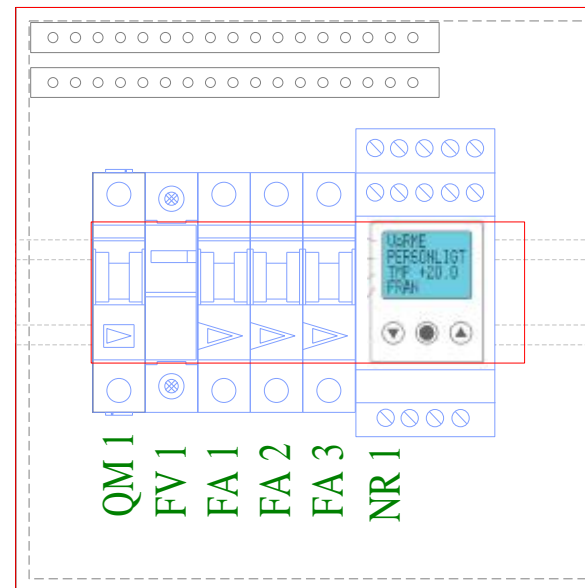 VäRME
PERSONLIGT
TMP +20.0
FRAN
QM 1
FV 1
FA 1
FA 2
FA 3
NR 1